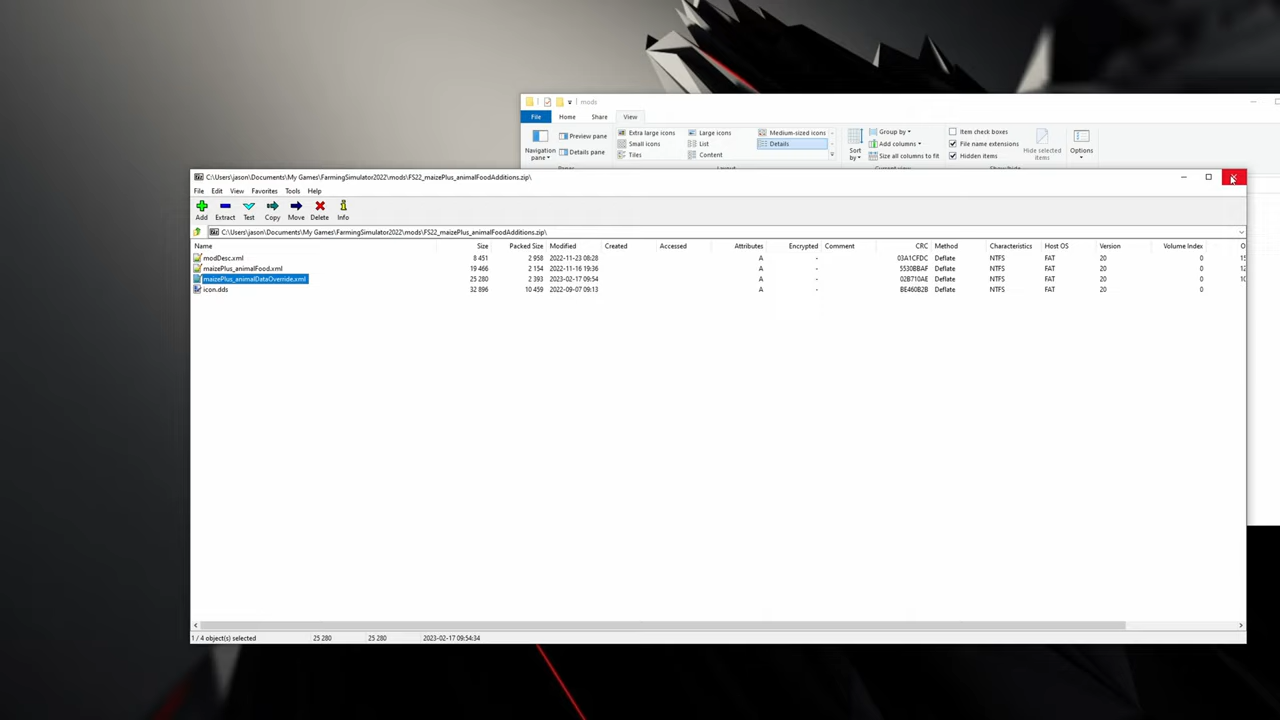 mods
File Home Share View
Navigation pane
Preview pane
Details pane
Extra large icons Large icons Medium-sized icons
Small icons List Details
Tiles Content
Sort by
Group by
Add columns
Size all columns to fit
Item check boxes
File name extensions
Hidden items
Hide selected items
Options
C:\Users\jason\Documents\My Games\FarmingSimulator2022\mods\FS22_maizePlus_animalFoodAdditions.zip\
File Edit View Favorites Tools Help
Add Extract Test Copy Move Delete Info
C:\Users\jason\Documents\My Games\FarmingSimulator2022\mods\FS22_maizePlus_animalFoodAdditions.zip\
Name Size Packed Size Modified Created Accessed Attributes Encrypted Comment CRC Method Characteristics Host OS Version Volume Index O
modDesc.xml 8 451 2 958 2022-11-23 08:28 A - 03A1CFDC Deflate NTFS FAT 20 0
maizePlus_animalFood.xml 19 466 2 154 2022-11-16 19:36 A - 5530BBAF Deflate NTFS FAT 20 0
maizePlus_animalDataOverride.xml 25 280 2 393 2023-02-17 09:54 A - 02B710AE Deflate NTFS FAT 20 0
icon.dds 32 896 10 459 2022-09-07 09:13 A - BE460B2B Deflate NTFS FAT 20 0
1 / 4 object(s) selected 25 280 25 280 2023-02-17 09:54:34